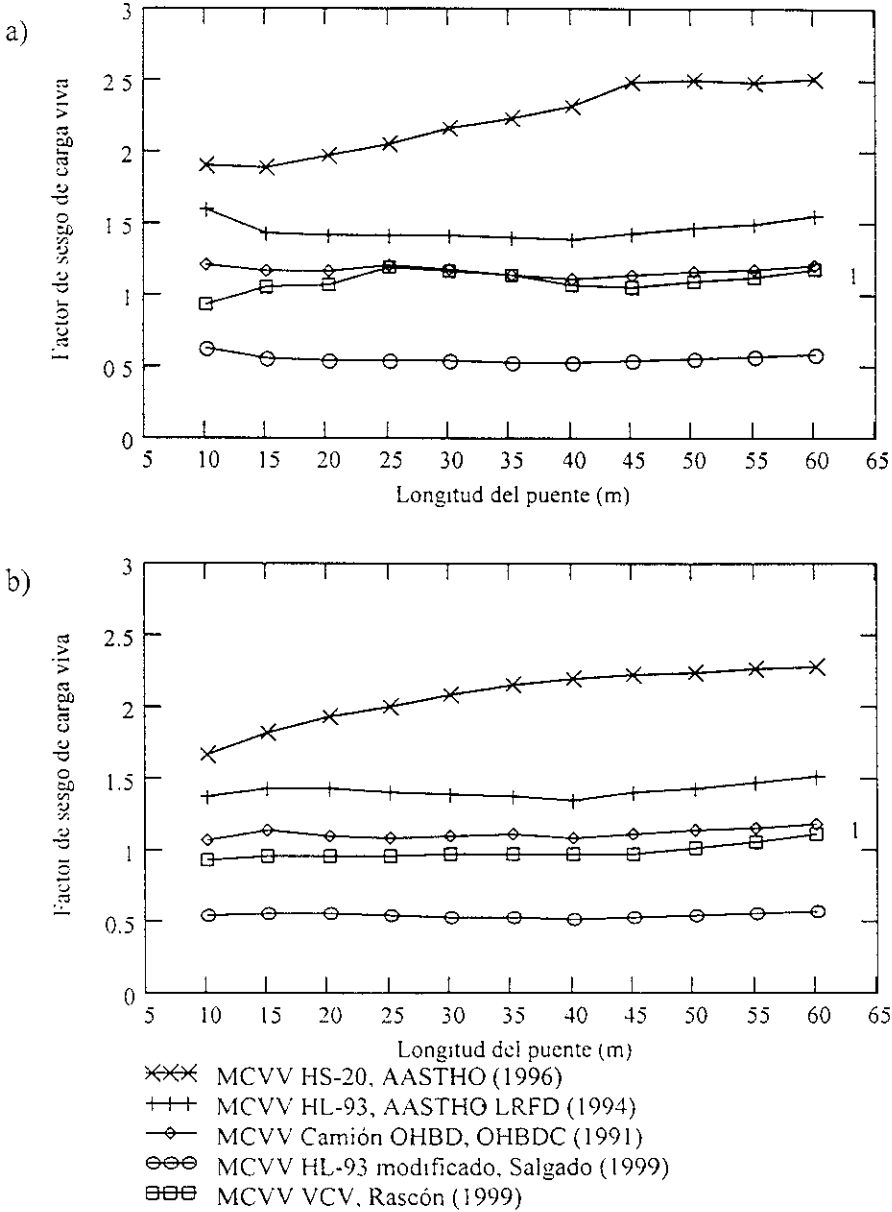 a)
Factor de sesgo de carga viva
3
2 5
2
1 5
1
0 5
0
1
5 10 15 20 25 30 35 40 45 50 55 60 65
Longitud del puente (m)
b)
Factor de sesgo de carga viva
3
2.5
2
1.5
1
0.5
0
1
5 10 15 20 25 30 35 40 45 50 55 60 65
Longitud del puente (m)
MCVV HS-20, AASTHO (1996)
MCVV HL-93, AASTHO LRFD (1994)
MCVV Camión OHBD, OHBDC (1991)
MCVV HL-93 modificado, Salgado (1999)
MCVV VCV, Rascón (1999)